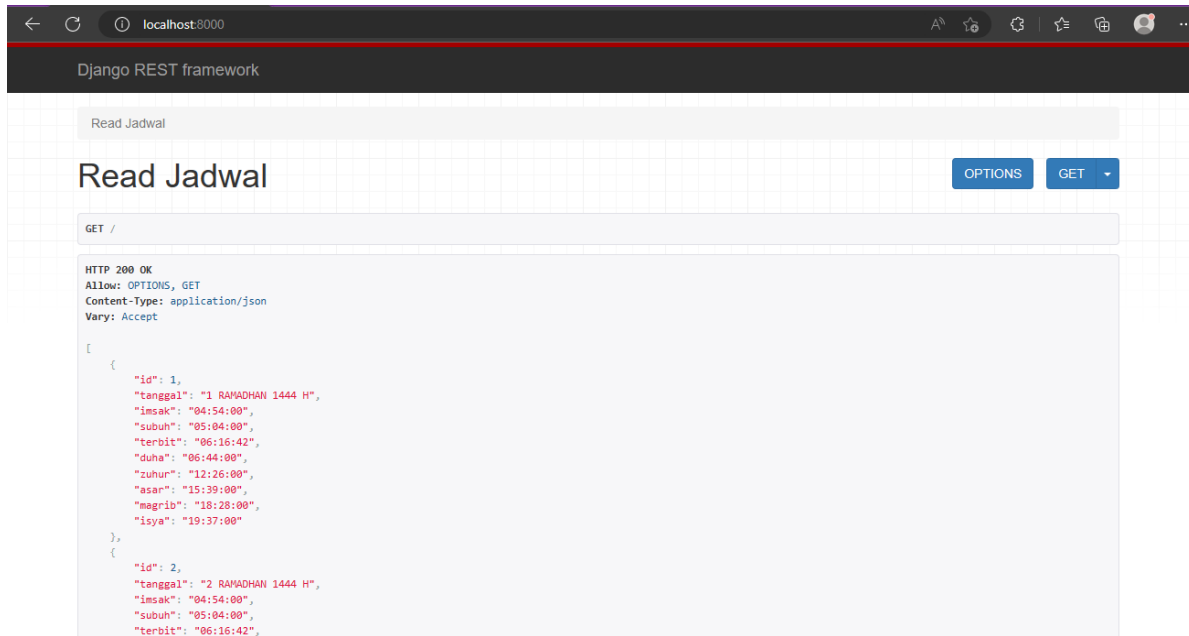 localhost:8000
Django REST framework
Read Jadwal
Read Jadwal
OPTIONS
GET
GET /
HTTP 200 OK
Allow: OPTIONS, GET
Content-Type: application/json
Vary: Accept
[
{
"id": 1,
"tanggal": "1 RAMADHAN 1444 H",
"imsak": "04:54:00",
"subuh": "05:04:00",
"terbit": "06:16:42",
"duha": "06:44:00",
"zuhur": "12:26:00",
"asar": "15:39:00",
"magrib": "18:28:00",
"isya": "19:37:00"
},
{
"id": 2,
"tanggal": "2 RAMADHAN 1444 H",
"imsak": "04:54:00",
"subuh": "05:04:00",
"terbit": "06:16:42",